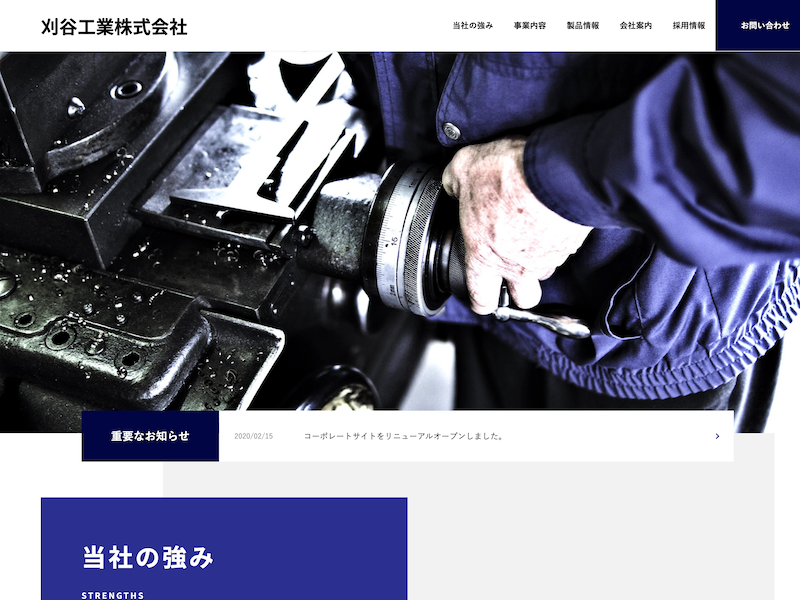 刈谷工業株式会社
当社の強み 事業内容 製品情報 会社案内 採用情報 お問い合わせ
16
重要なお知らせ 2020/02/15 コーポレートサイトをリニューアルオープンしました。
当社の強み
STRENGTHS